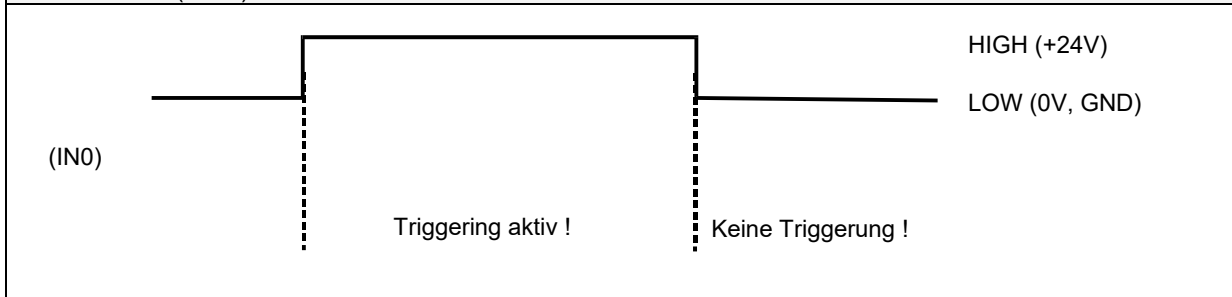 HIGH (+24V)
LOW (0V, GND)
(IN0)
Triggering aktiv !
Keine Triggerung !